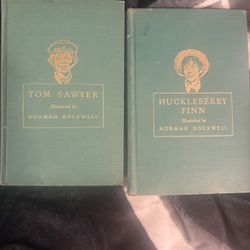 TOM SAWYER
Illustrated by
NORMAN ROCKWELL
HUCKLEBERRY
FINN
Illustrated by
NORMAN ROCKWELL